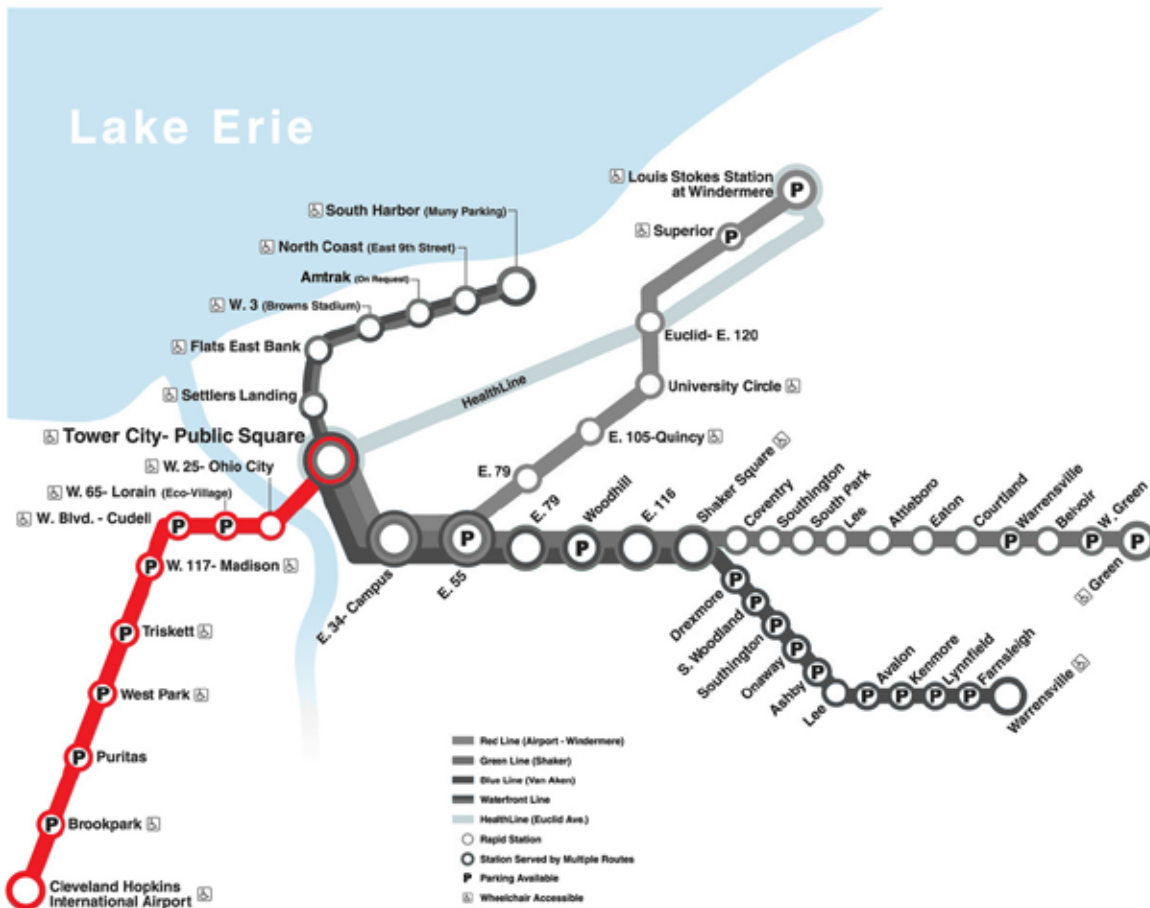 Lake Erie
Louis Stokes Station
at Windermere
P
South Harbor (Muny Parking)
Superior
P
North Coast (East 9th Street)
Amtrak (On Request)
W. 3 (Browns Stadium)
Euclid- E. 120
Flats East Bank
University Circle
HealthLine
Settlers Landing
Tower City- Public Square
E. 105-Quincy
W. 25- Ohio City
E. 79
W. 65- Lorain (Eco-Village)
W. Blvd. - Cudell
P
P
E. 34- Campus
E. 55
P
E. 79
Woodhill
P
E. 116
Shaker Square
Coventry
Southington
South Park
Lee
Attleboro
Eaton
Courtland
Warrensville
P
Belvoir
W. Green
P
Green
P
W. 117- Madison
P
Drexmore
P
S. Woodland
P
Southington
P
Onaway
P
Ashby
P
Lee
Avalon
P
Kenmore
P
Lynnfield
P
Farnsleigh
P
Warrensville
Triskett
P
West Park
P
Puritas
P
Brookpark
P
Cleveland Hopkins
International Airport
Red Line (Airport - Windermere)
Green Line (Shaker)
Blue Line (Van Aken)
Waterfront Line
HealthLine (Euclid Ave.)
Rapid Station
Station Served by Multiple Routes
P Parking Available
Wheelchair Accessible